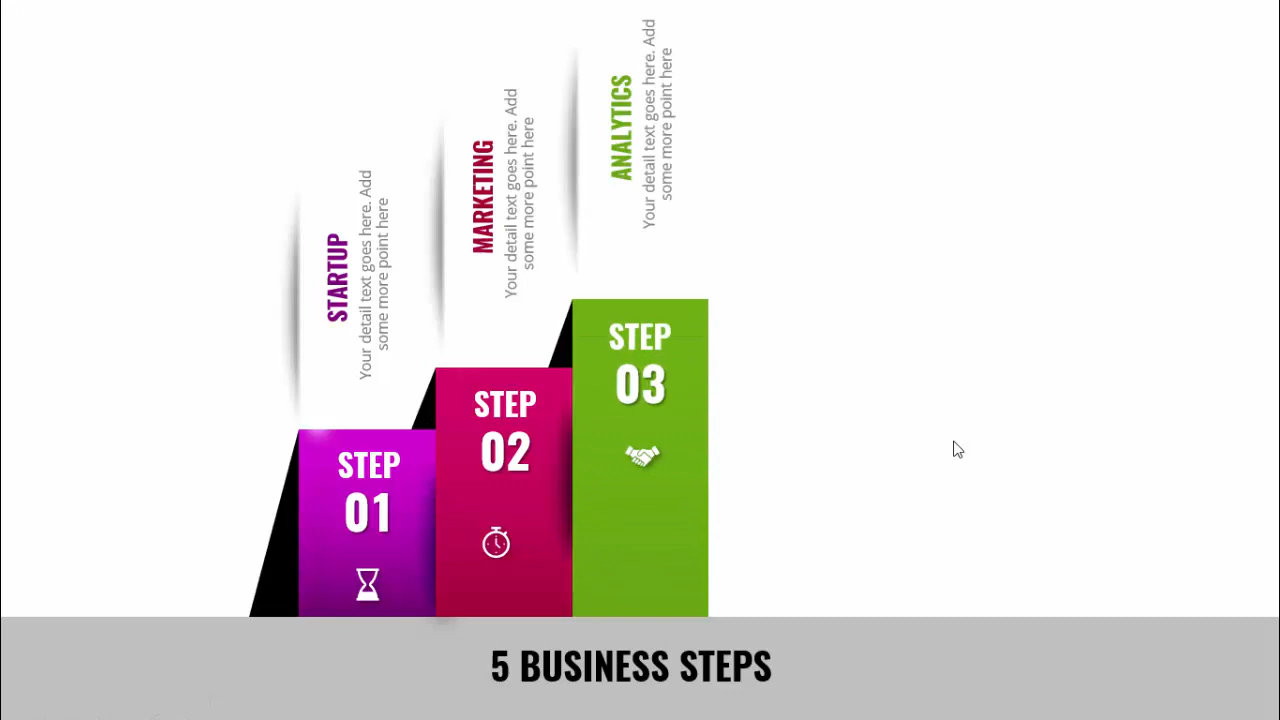 STARTUP
Your detail text goes here. Add
some more point here
MARKETING
Your detail text goes here. Add
some more point here
ANALYTICS
Your detail text goes here. Add
some more point here
STEP
01
STEP
02
STEP
03
5 BUSINESS STEPS